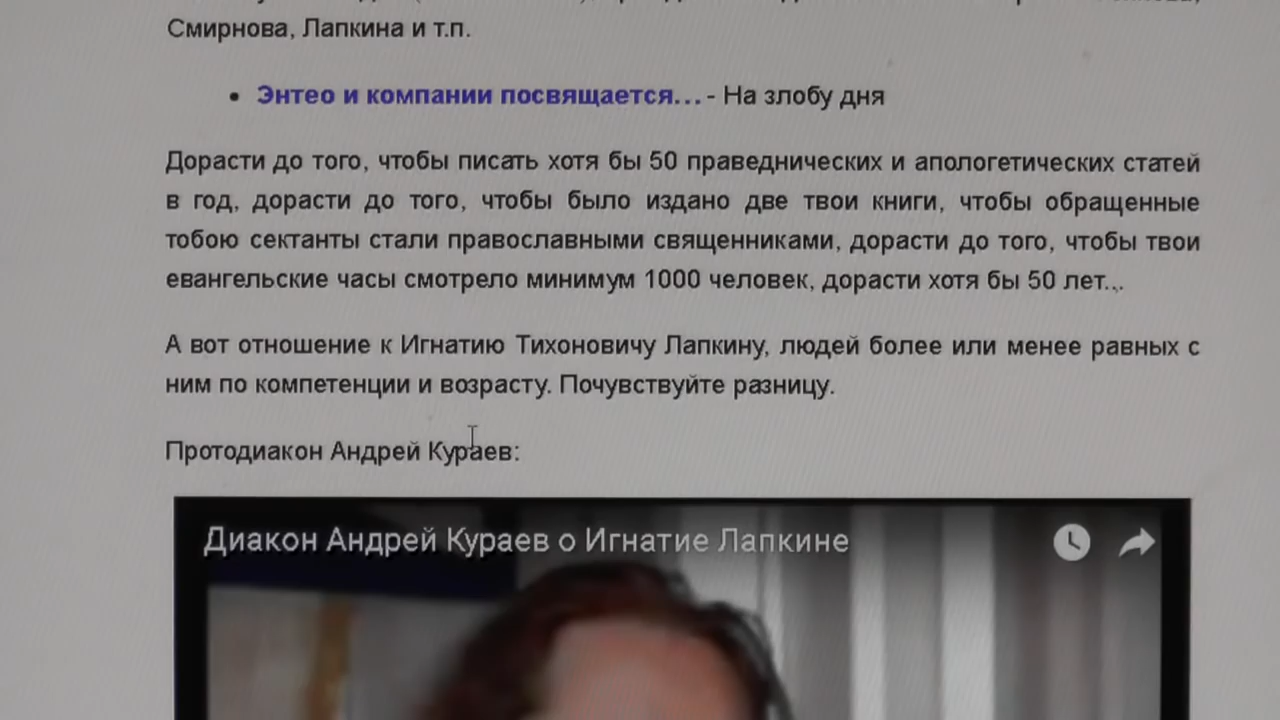 Смирнова, Лапкина и т.п.
• Энтео и компании посвящается… - На злобу дня
Дорасти до того, чтобы писать хотя бы 50 праведнических и апологетических статей
в год, дорасти до того, чтобы было издано две твои книги, чтобы обращенные
тобою сектанты стали православными священниками, дорасти до того, чтобы твои
евангельские часы смотрело минимум 1000 человек, дорасти хотя бы 50 лет...
А вот отношение к Игнатию Тихоновичу Лапкину, людей более или менее равных с
ним по компетенции и возрасту. Почувствуйте разницу.
Протодиакон Андрей Кураев:
Диакон Андрей Кураев о Игнатие Лапкине